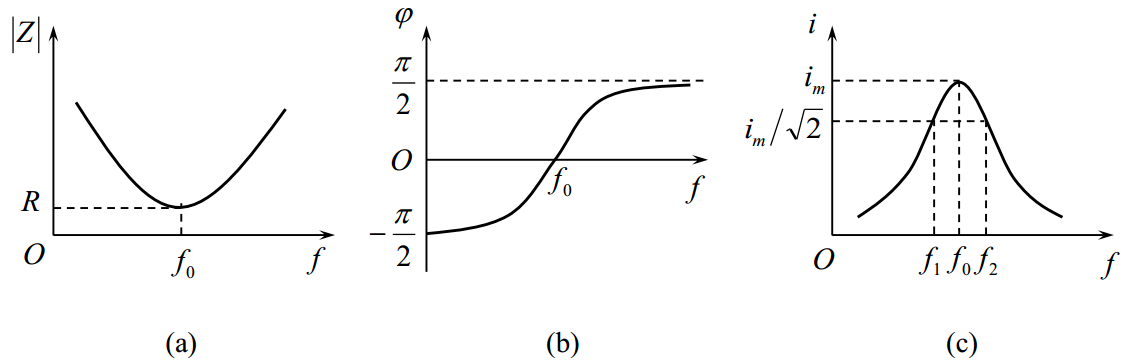 |Z|
R
O
f₀
f
(a)
φ
π/2
O
f₀
f
−π/2
(b)
i
iₘ
iₘ/√2
O
f₁ f₀ f₂
f
(c)